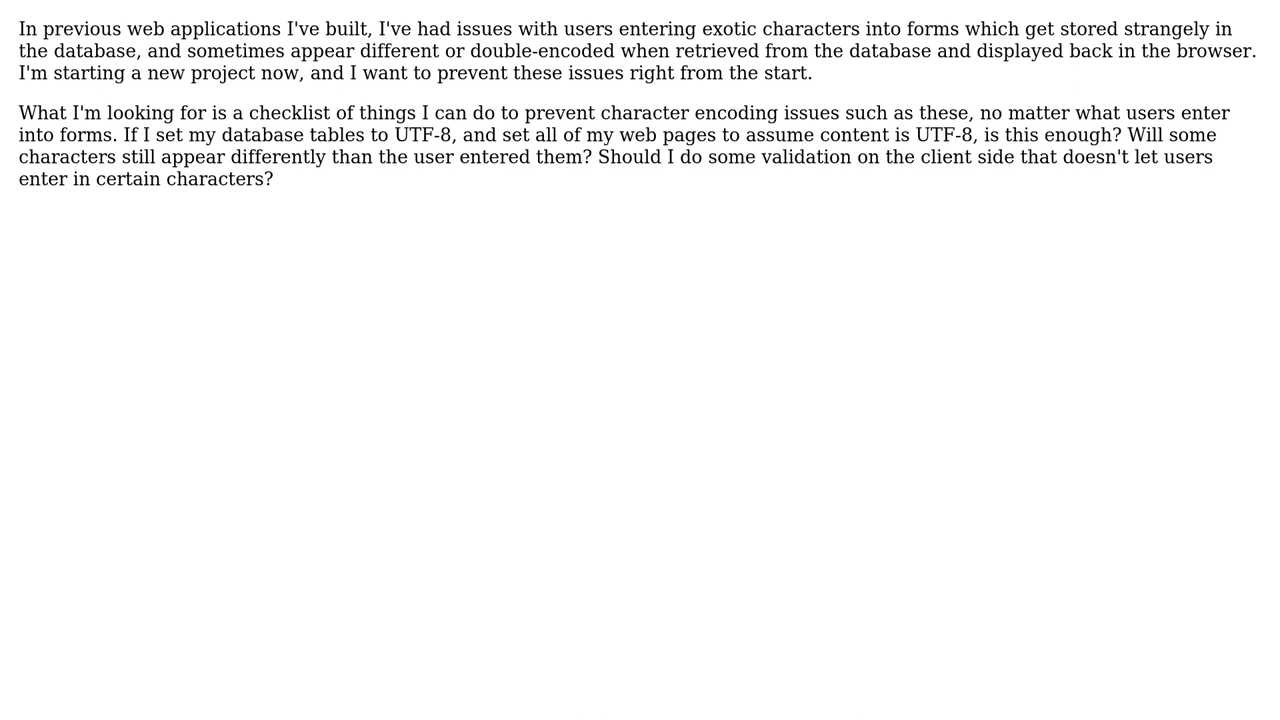 In previous web applications I've built, I've had issues with users entering exotic characters into forms which get stored strangely in
the database, and sometimes appear different or double-encoded when retrieved from the database and displayed back in the browser.
I'm starting a new project now, and I want to prevent these issues right from the start.
What I'm looking for is a checklist of things I can do to prevent character encoding issues such as these, no matter what users enter
into forms. If I set my database tables to UTF-8, and set all of my web pages to assume content is UTF-8, is this enough? Will some
characters still appear differently than the user entered them? Should I do some validation on the client side that doesn't let users
enter in certain characters?